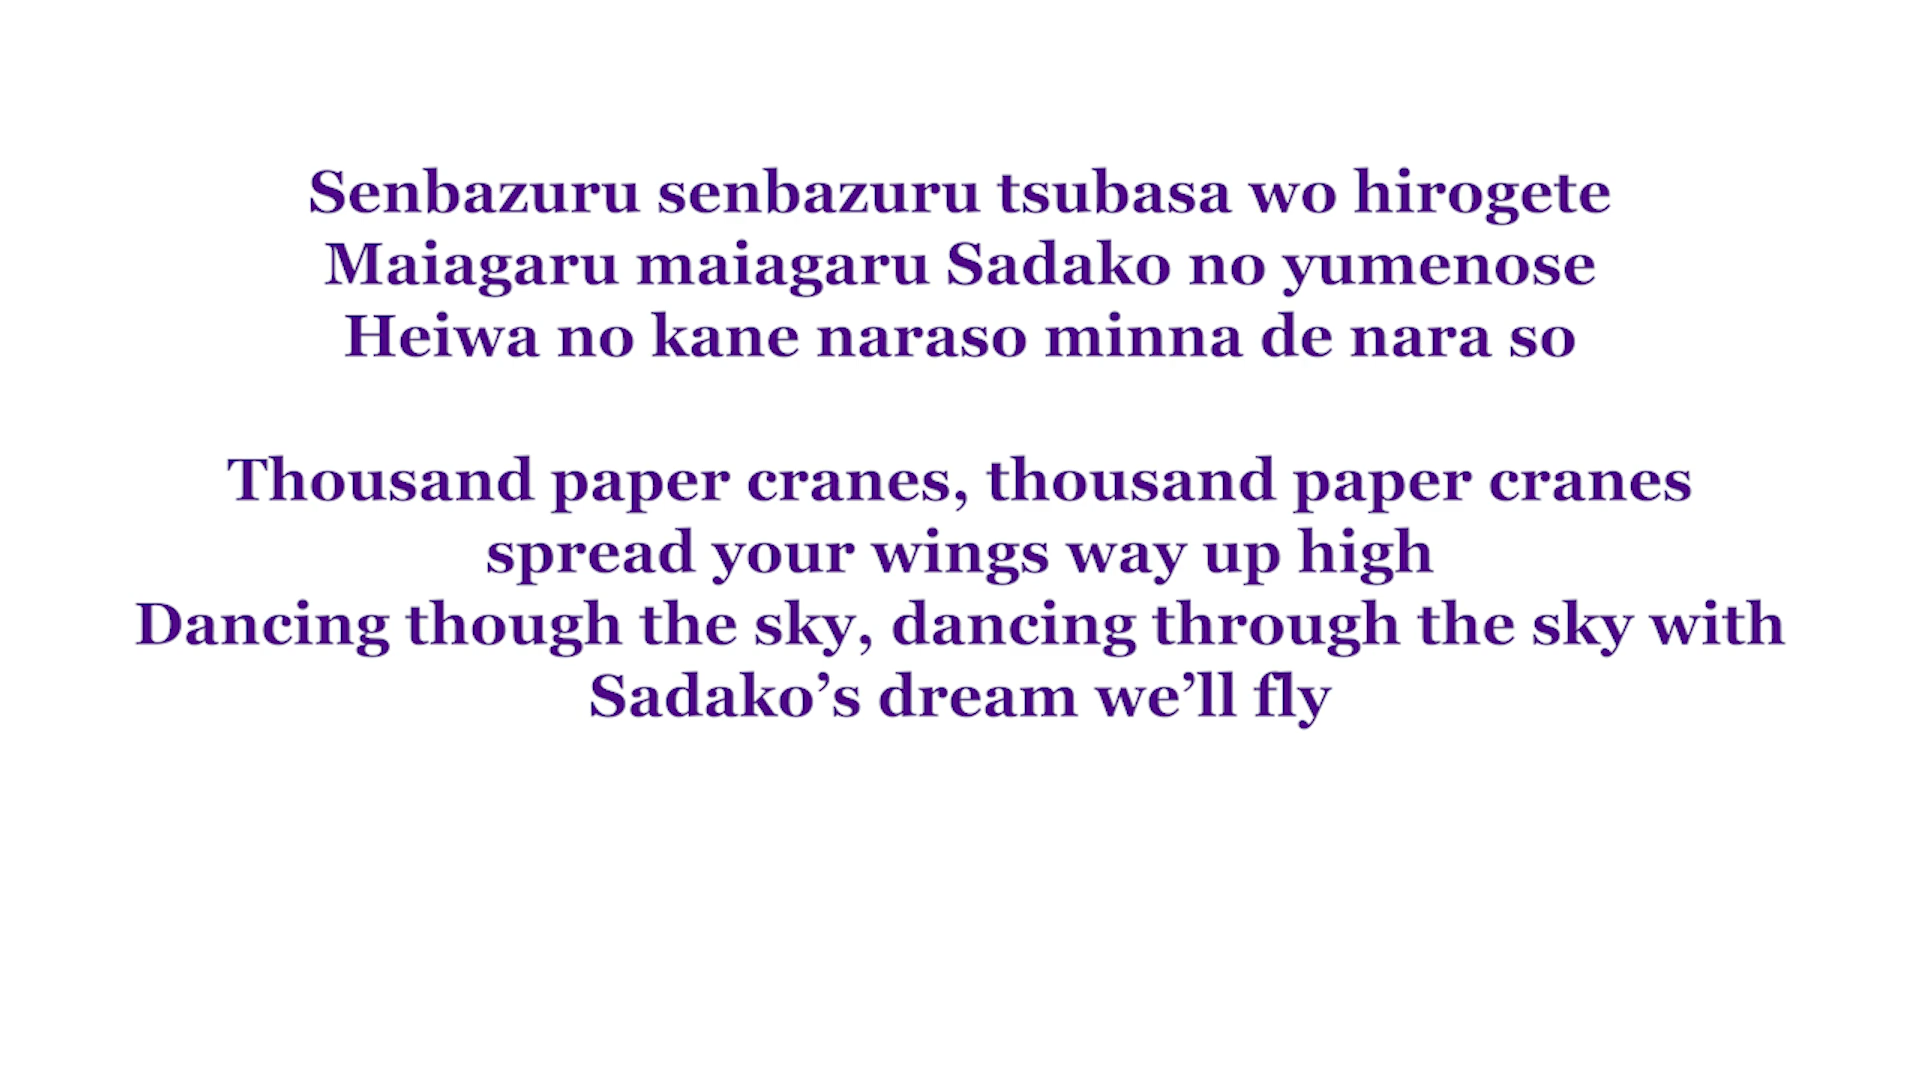 Senbazuru senbazuru tsubasa wo hirogete
Maiagaru maiagaru Sadako no yumenose
Heiwa no kane naraso minna de nara so
Thousand paper cranes, thousand paper cranes
spread your wings way up high
Dancing though the sky, dancing through the sky with
Sadako’s dream we’ll fly